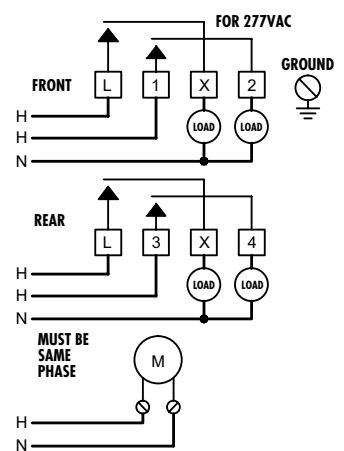 FOR 277VAC
GROUND
FRONT L 1 X 2
H
LOAD LOAD
H
N
REAR
L 3 X 4
H
LOAD LOAD
H
N
MUST BE
SAME
PHASE
M
H
N